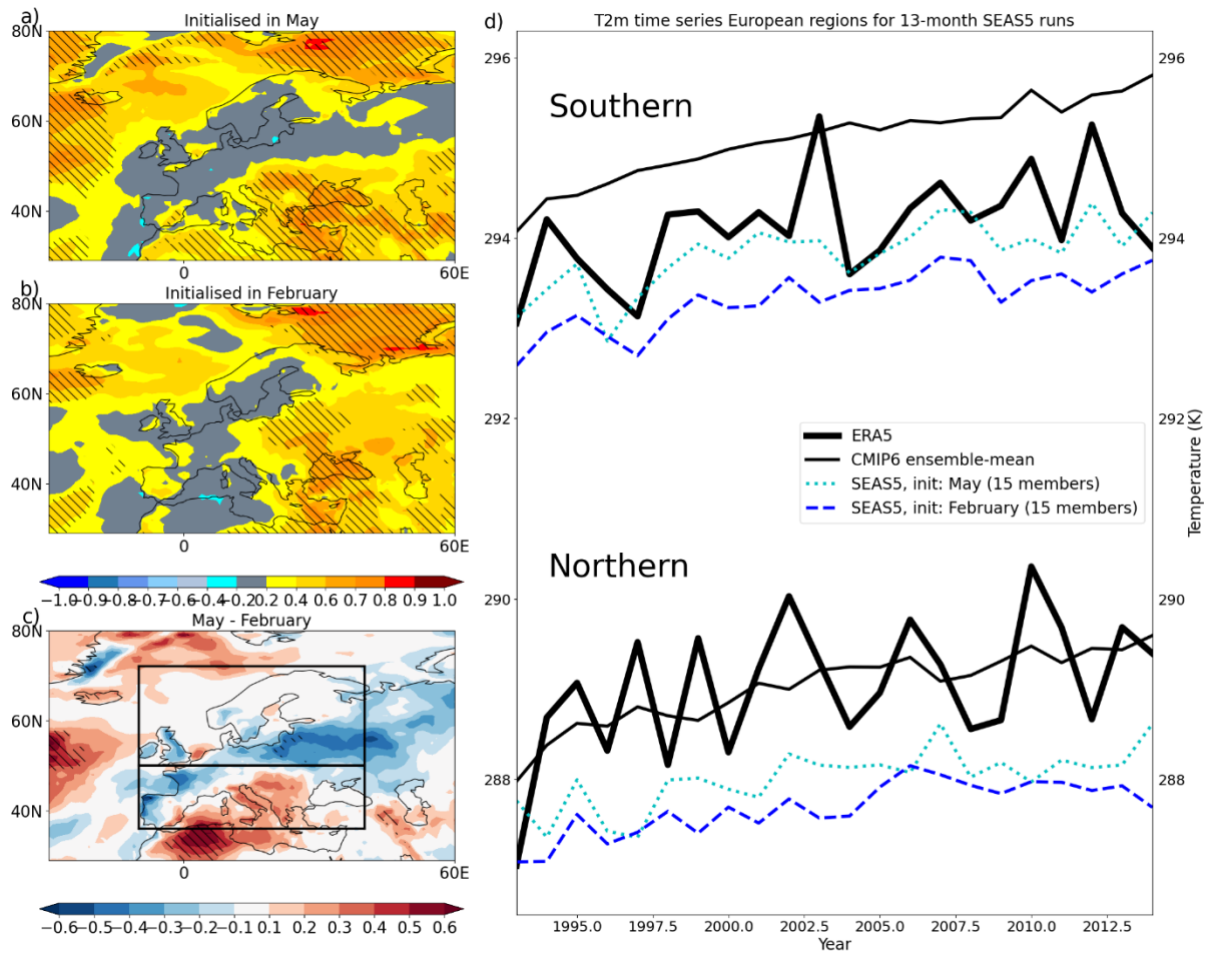 a)
Initialised in May
80N
60N
40N
0
60E
b)
Initialised in February
80N
60N
40N
0
60E
−1.0 −0.9 −0.8 −0.7 −0.6 −0.4 −0.2 0.2 0.4 0.6 0.7 0.8 0.9 1.0
c)
May - February
80N
60N
40N
0
60E
−0.6 −0.5 −0.4 −0.3 −0.2 −0.1 0.1 0.2 0.3 0.4 0.5 0.6
d)
T2m time series European regions for 13-month SEAS5 runs
296
294
292
290
288
Southern
ERA5
CMIP6 ensemble-mean
SEAS5, init: May (15 members)
SEAS5, init: February (15 members)
Northern
296
294
292
290
288
Temperature (K)
1995.0 1997.5 2000.0 2002.5 2005.0 2007.5 2010.0 2012.5
Year